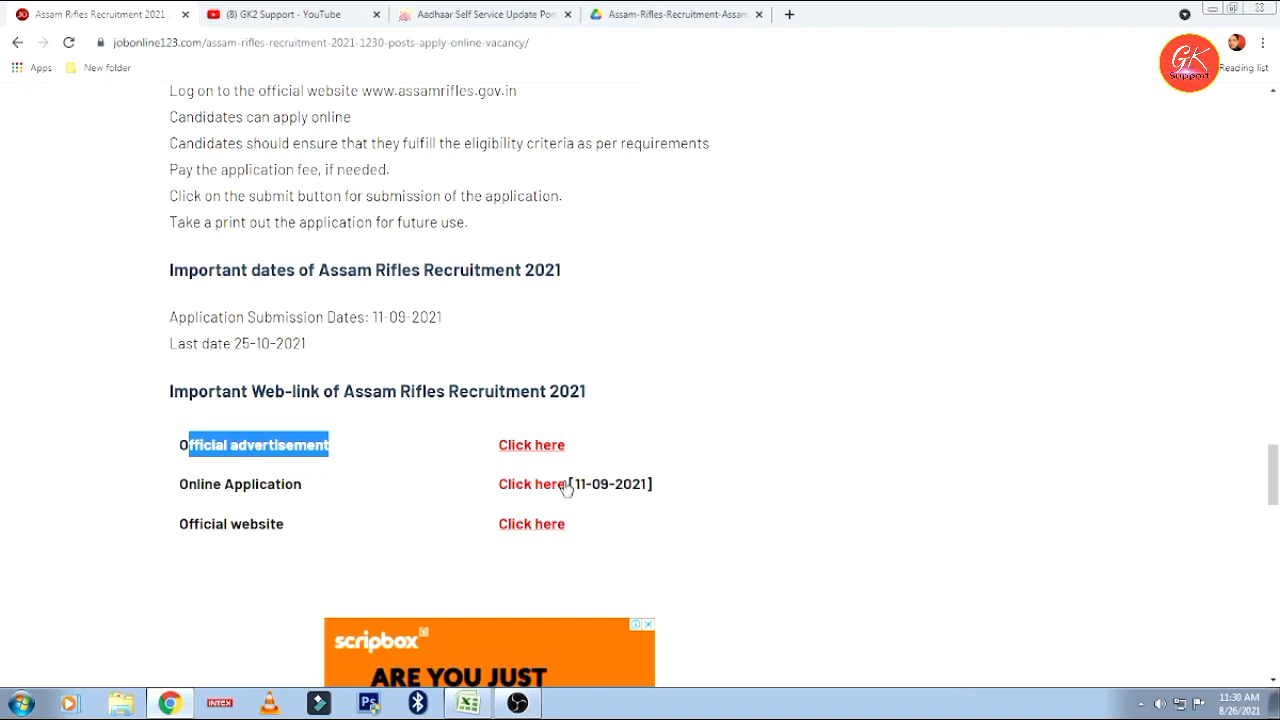 Assam Rifles Recruitment 2021
(8) GK2 Support - YouTube
Aadhaar Self Service Update Por
Assam-Rifles-Recruitment-Assam
jobonline123.com/assam-rifles-recruitment-2021-1230-posts-apply-online-vacancy/
Apps
New folder
GK
Support
Reading list
Log on to the official website www.assamrifles.gov.in
Candidates can apply online
Candidates should ensure that they fulfill the eligibility criteria as per requirements
Pay the application fee, if needed.
Click on the submit button for submission of the application.
Take a print out the application for future use.
Important dates of Assam Rifles Recruitment 2021
Application Submission Dates: 11-09-2021
Last date 25-10-2021
Important Web-link of Assam Rifles Recruitment 2021
Official advertisement Click here
Online Application Click here[11-09-2021]
Official website Click here
scripbox
ARE YOU JUST
INTEX
Ps
11:30 AM
8/26/2021